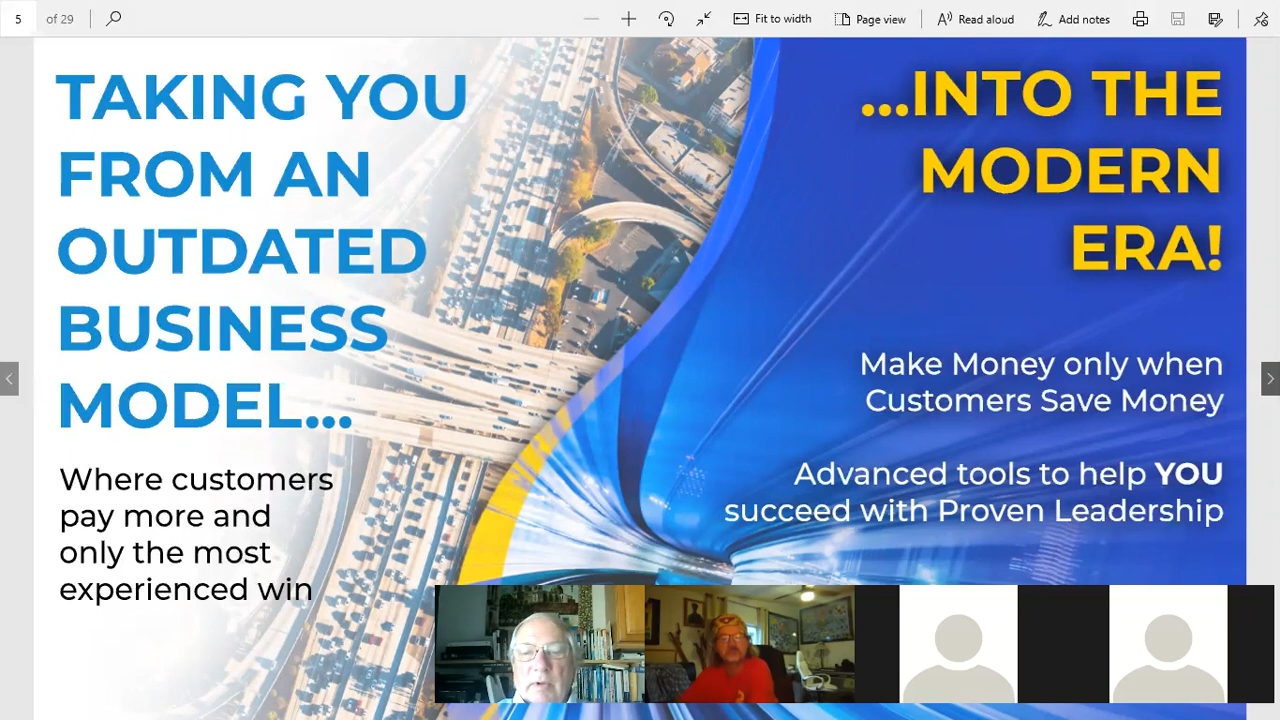 5 of 29 Fit to width Page view Read aloud Add notes
TAKING YOU
FROM AN
OUTDATED
BUSINESS
MODEL...
Where customers
pay more and
only the most
experienced win
...INTO THE
MODERN
ERA!
Make Money only when
Customers Save Money
Advanced tools to help YOU
succeed with Proven Leadership